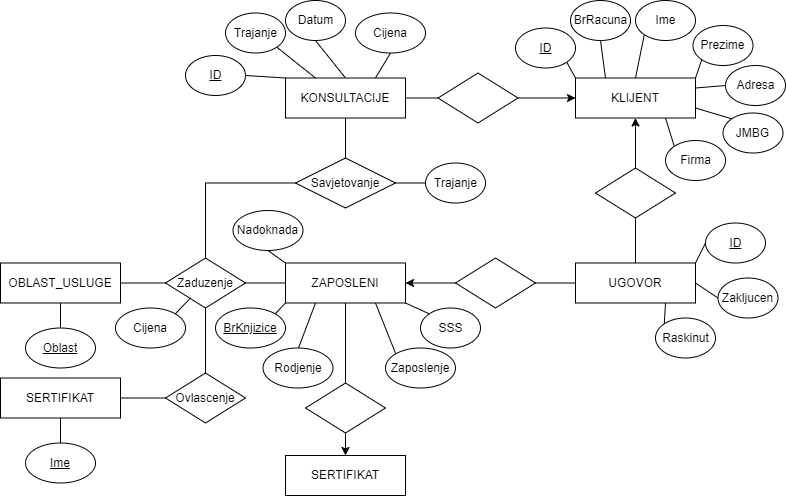 Datum
BrRacuna
Ime
Trajanje
Cijena
ID
Prezime
ID
Adresa
KONSULTACIJE
KLIJENT
JMBG
Firma
Savjetovanje
Trajanje
Nadoknada
ID
OBLAST_USLUGE
Zaduzenje
ZAPOSLENI
UGOVOR
Zakljucen
Cijena
BrKnjizice
SSS
Raskinut
Oblast
Rodjenje
Zaposlenje
SERTIFIKAT
Ovlascenje
Ime
SERTIFIKAT